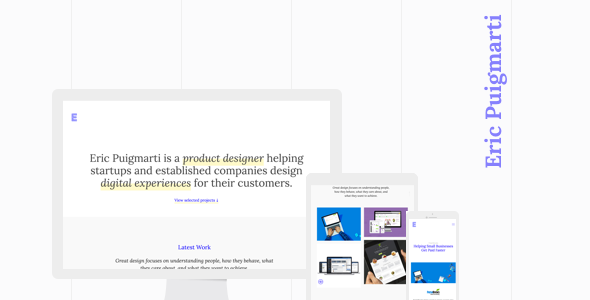 E
Eric Puigmarti is a product designer helping
startups and established companies design
digital experiences for their customers.
View selected projects ↓
Latest Work
Great design focuses on understanding people, how they behave, what
they care about, and what they want to achieve.
Great design focuses on understanding people,
how they behave, what they care about, and
what they want to achieve
E
Helping Small Businesses
Get Paid Faster
Eric Puigmarti